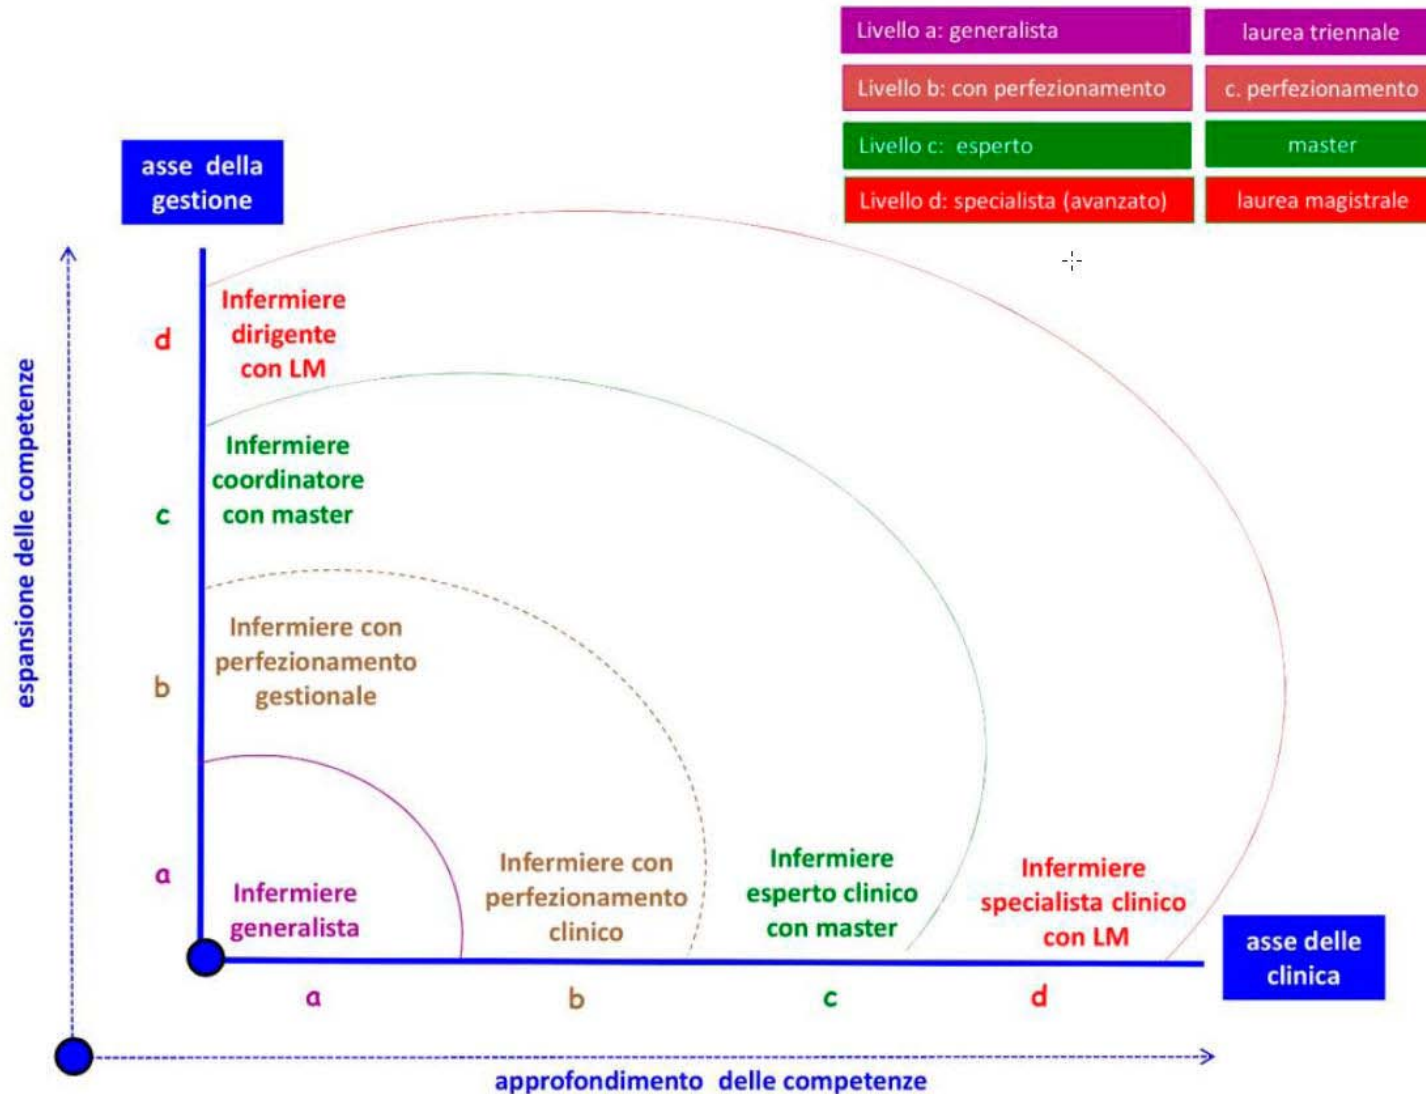 Livello a: generalista
laurea triennale
Livello b: con perfezionamento
c. perfezionamento
Livello c: esperto
master
Livello d: specialista (avanzato)
laurea magistrale
asse della
gestione
espansione delle competenze
d
Infermiere
dirigente
con LM
c
Infermiere
coordinatore
con master
b
Infermiere con
perfezionamento
gestionale
a
Infermiere
generalista
Infermiere con
perfezionamento
clinico
Infermiere
esperto clinico
con master
Infermiere
specialista clinico
con LM
asse delle
clinica
a
b
c
d
approfondimento delle competenze